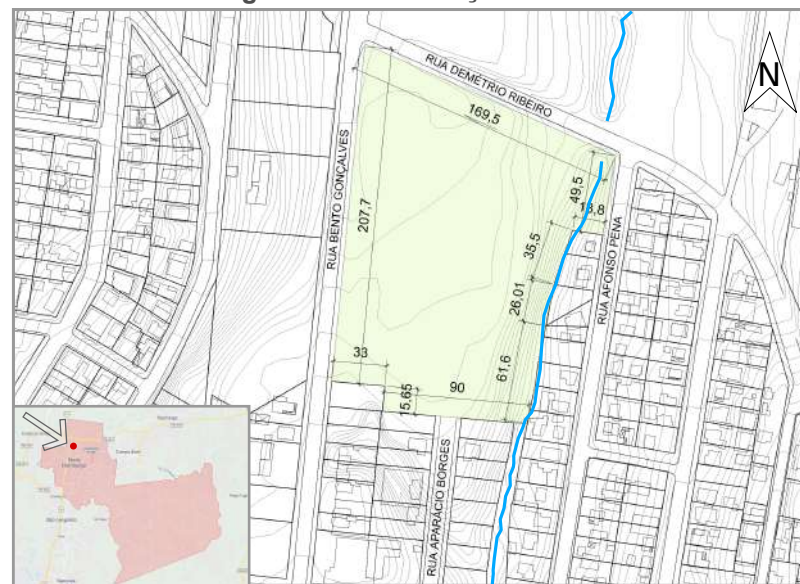 RUA DEMÉTRIO RIBEIRO
N
169,5
49,5
13,8
RUA BENTO GONÇALVES
207,7
35,5
RUA AFONSO PENA
26,01
33
90
61,6
15,65
RUA APARÁCIO BORGES